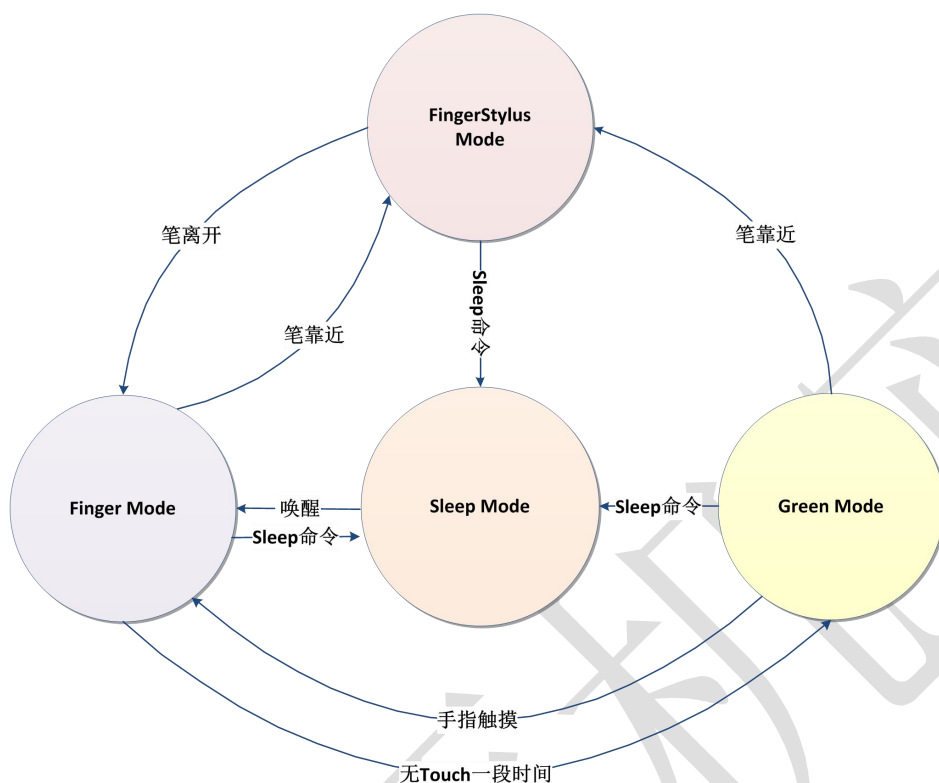 FingerStylus
Mode
笔离开
笔靠近
笔靠近
Sleep命令
Finger Mode
唤醒
Sleep命令
Sleep Mode
Sleep命令
Green Mode
手指触摸
无Touch一段时间